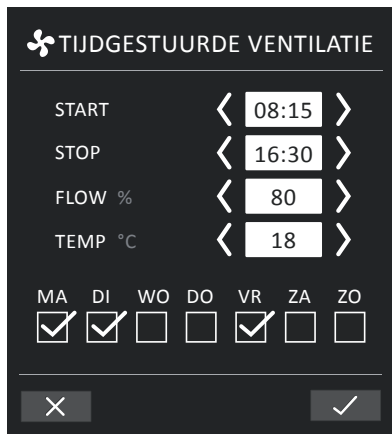 TIJDGESTUURDE VENTILATIE
START 08:15
STOP 16:30
FLOW % 80
TEMP °C 18
MA DI WO DO VR ZA ZO